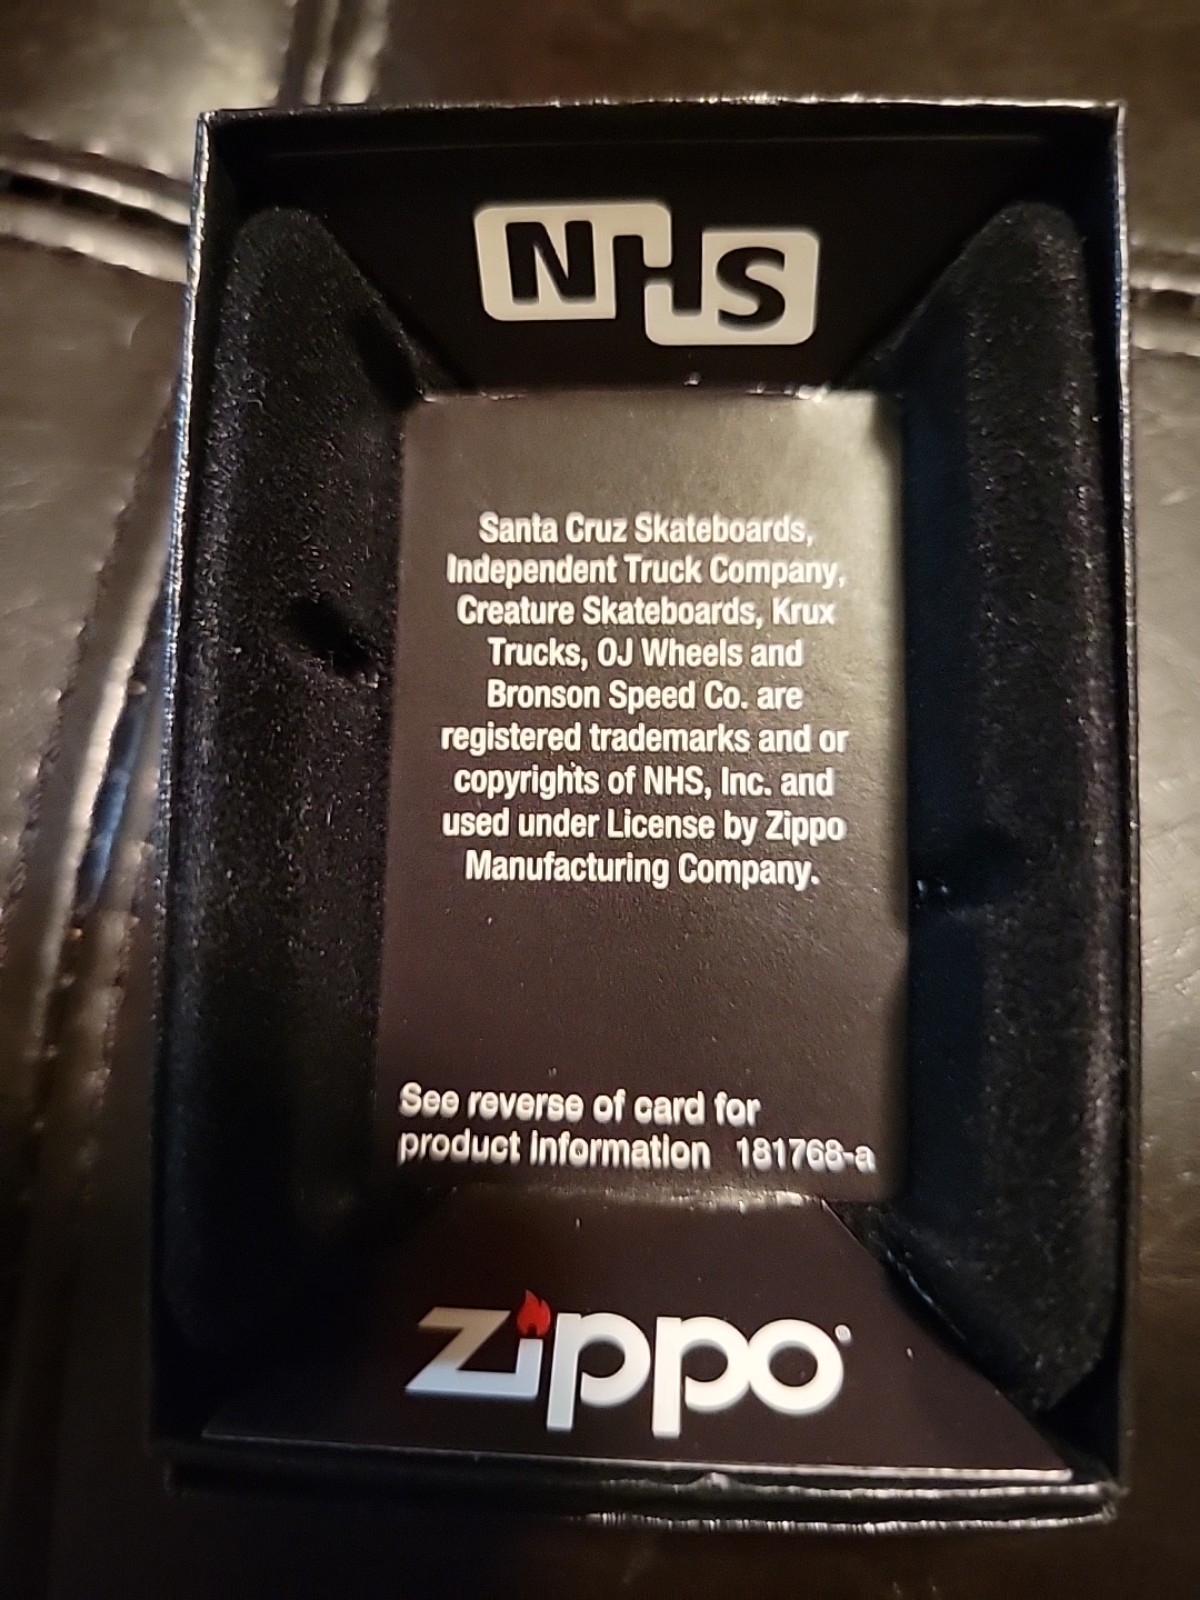 NHS
Santa Cruz Skateboards,
Independent Truck Company,
Creature Skateboards, Krux
Trucks, OJ Wheels and
Bronson Speed Co. are
registered trademarks and or
copyrights of NHS, Inc. and
used under License by Zippo
Manufacturing Company.
See reverse of card for
product information 181768-a
zippo